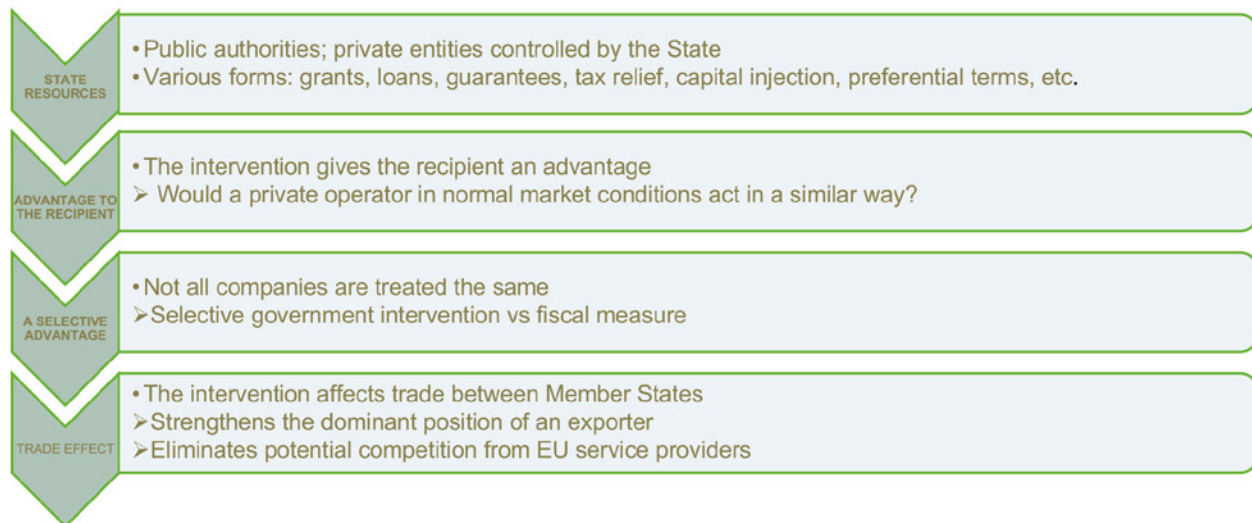 STATE
RESOURCES
•Public authorities; private entities controlled by the State
•Various forms: grants, loans, guarantees, tax relief, capital injection, preferential terms, etc.
ADVANTAGE TO
THE RECIPIENT
•The intervention gives the recipient an advantage
➢ Would a private operator in normal market conditions act in a similar way?
A SELECTIVE
ADVANTAGE
•Not all companies are treated the same
➢Selective government intervention vs fiscal measure
TRADE EFFECT
•The intervention affects trade between Member States
➢Strengthens the dominant position of an exporter
➢Eliminates potential competition from EU service providers